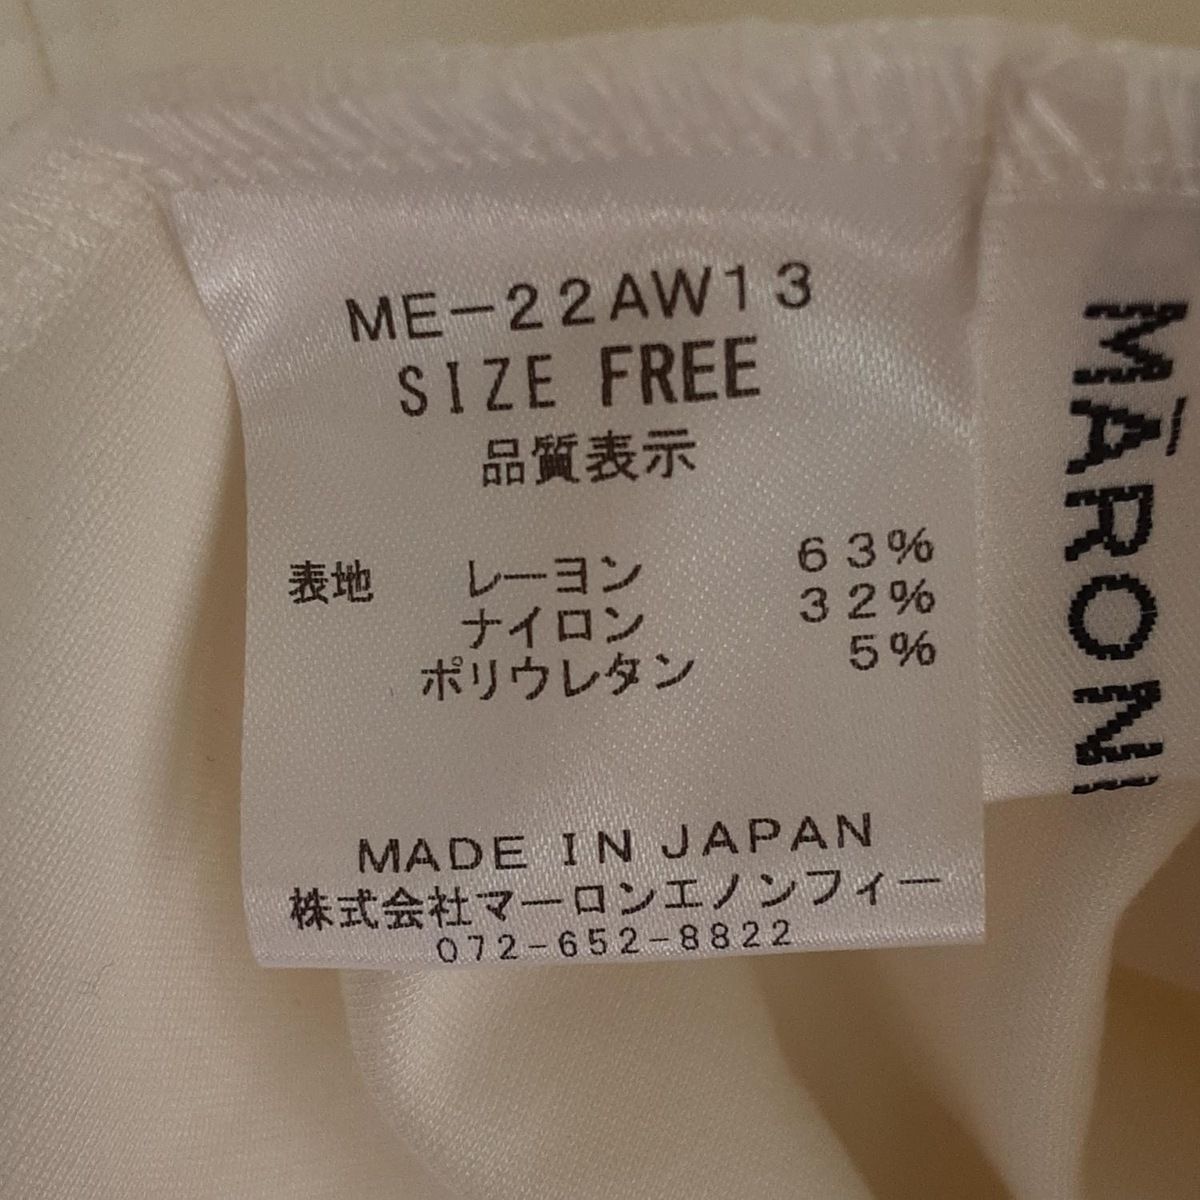 ME-22AW13
SIZE FREE
品質表示
表地 レーヨン 63%
ナイロン 32%
ポリウレタン 5%
MADE IN JAPAN
株式会社マーロンエノンフィー
072-652-8822